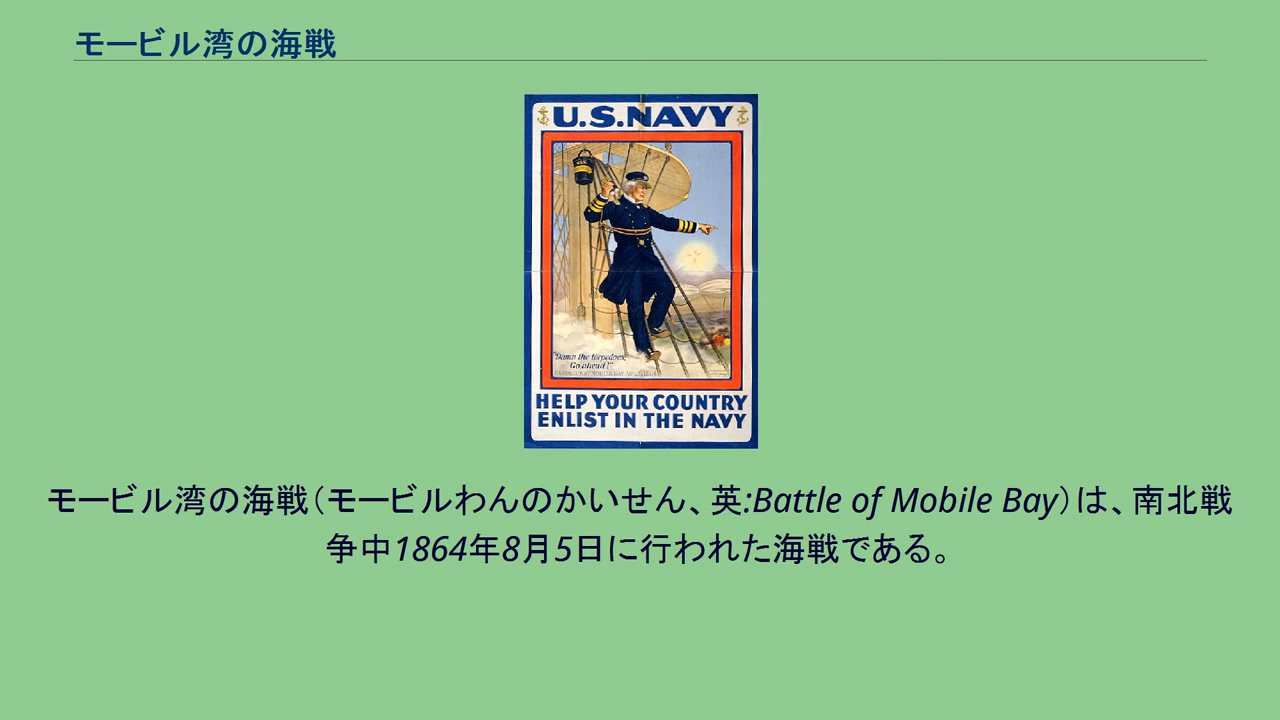 モービル湾の海戦
U.S.NAVY
"Damn the torpedoes,
Go ahead!"
HELP YOUR COUNTRY
ENLIST IN THE NAVY
モービル湾の海戦（モービルわんのかいせん、英:Battle of Mobile Bay）は、南北戦
争中1864年8月5日に行われた海戦である。